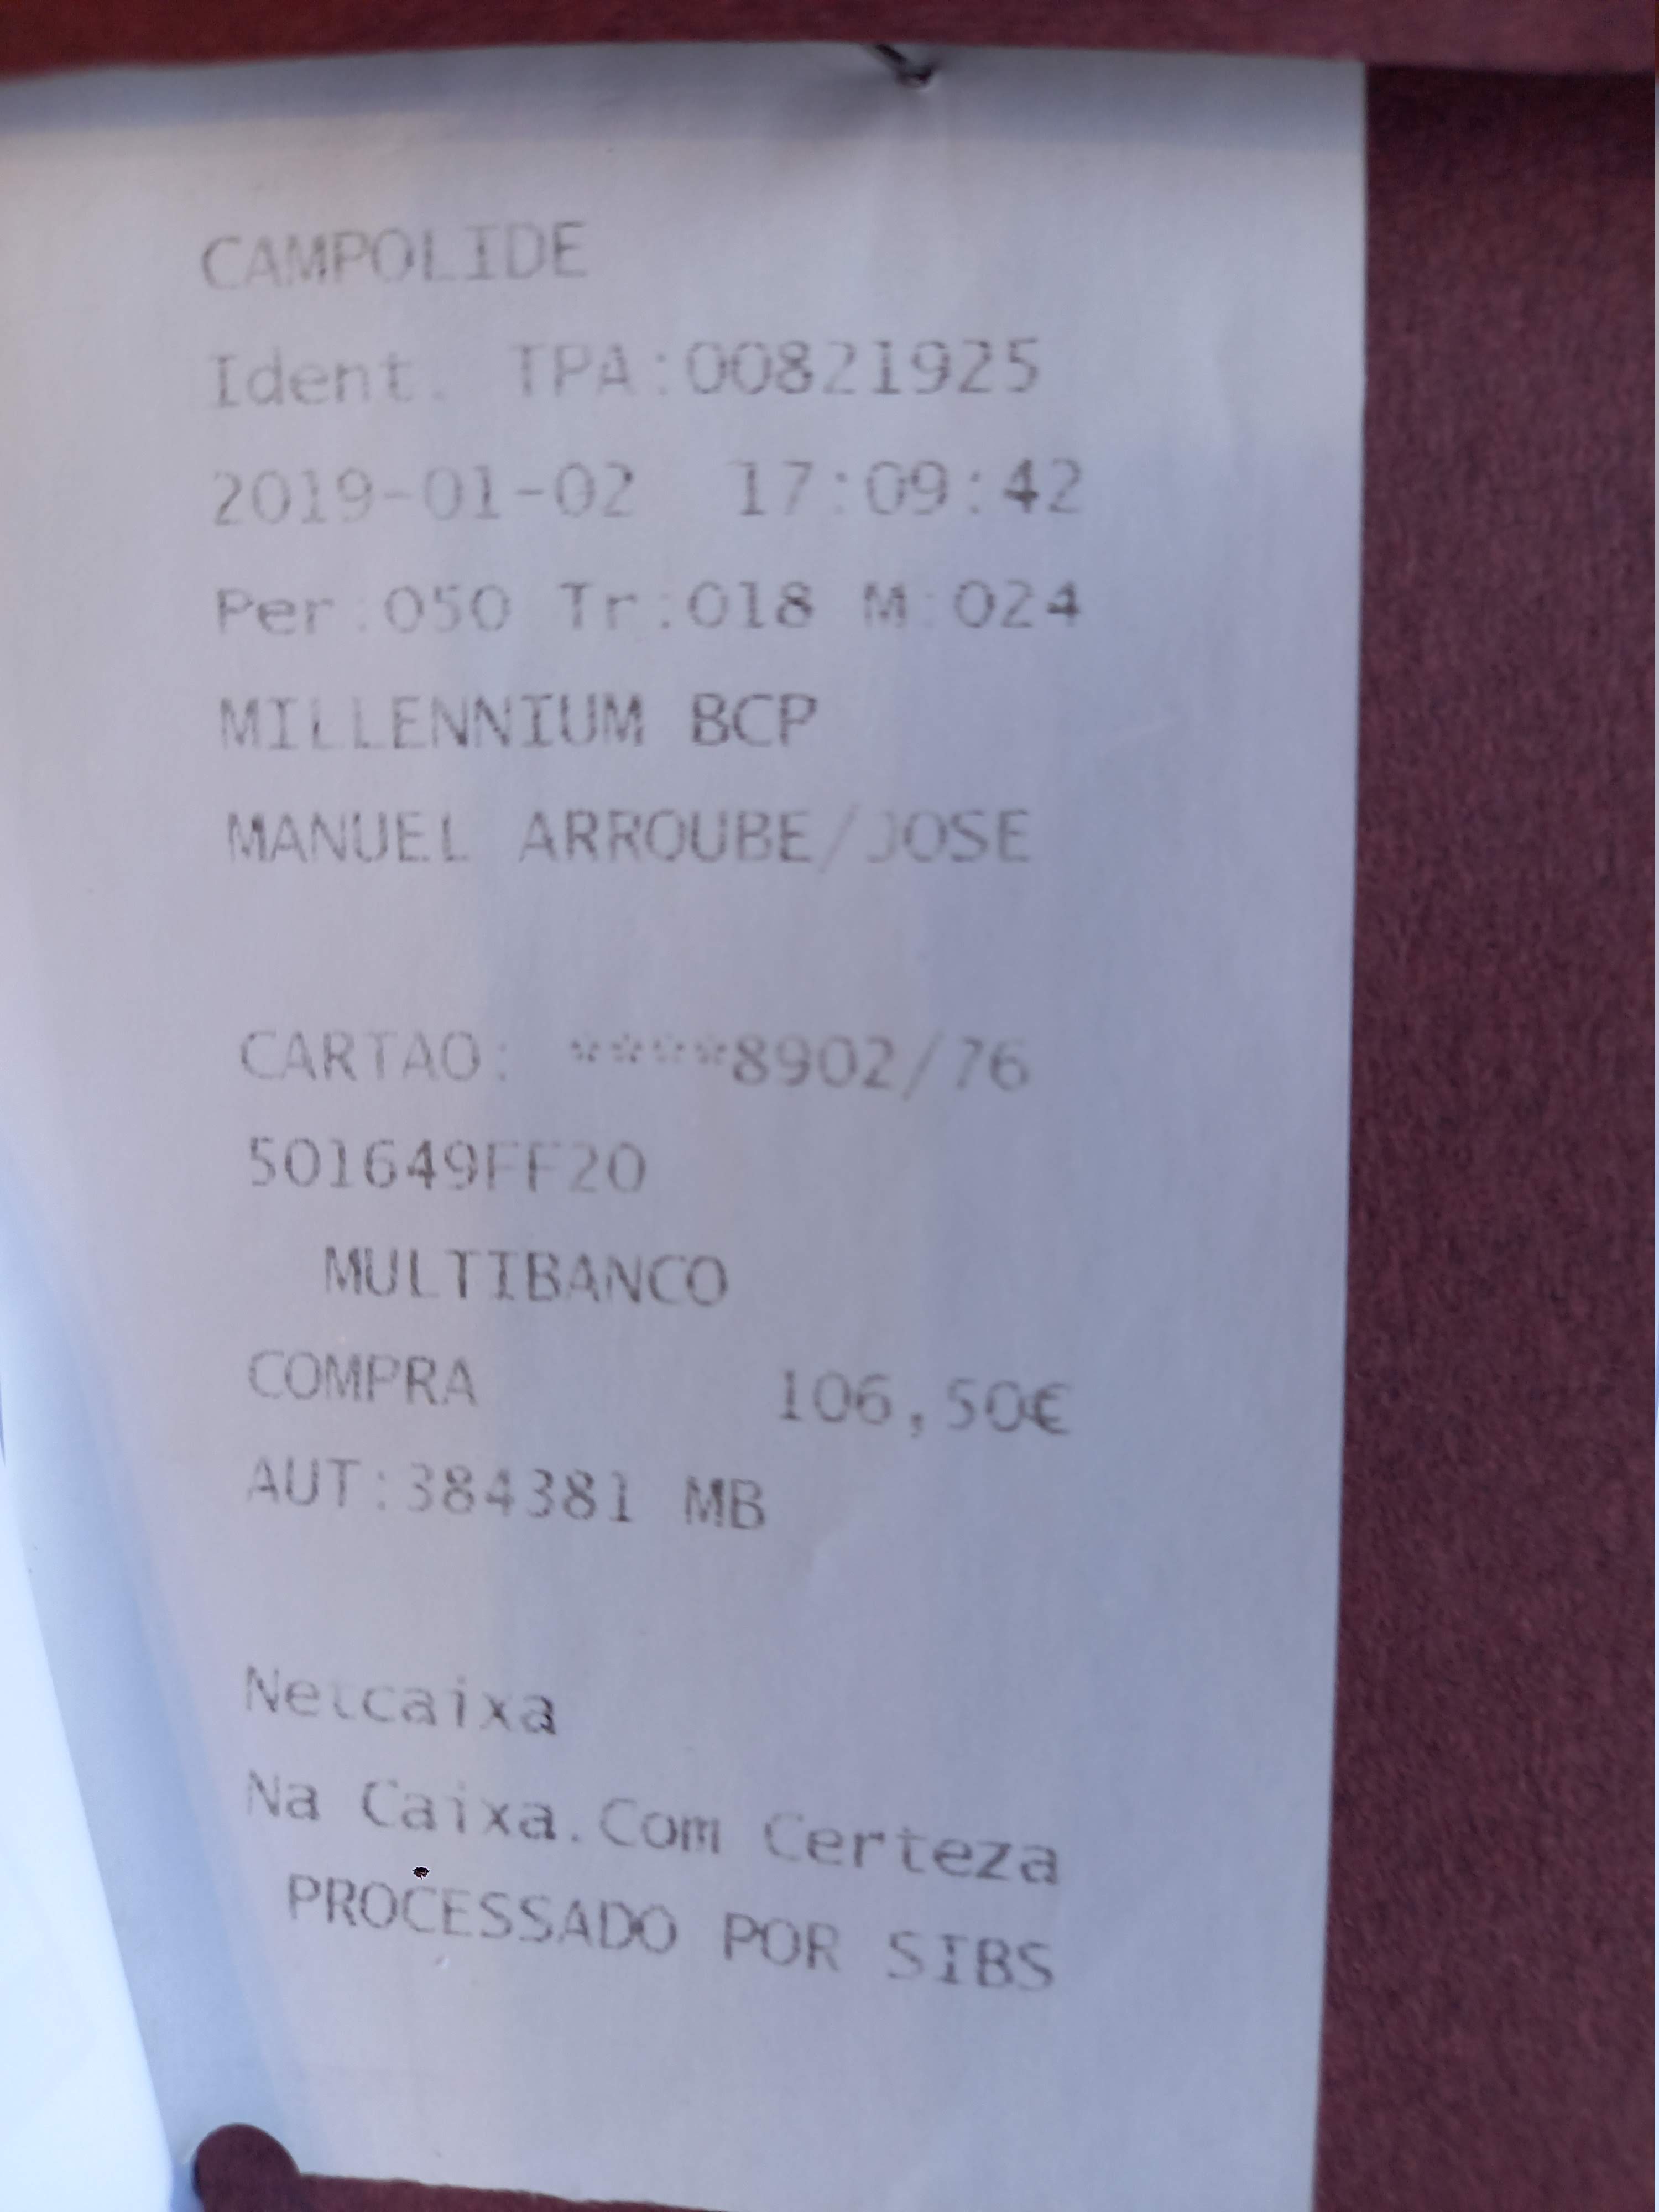 CAMPOLIDE
Ident. TPA:00821925
2019-01-02 17:09:42
Per:050 Tr:018 M:024
MILLENNIUM BCP
MANUEL ARROUBE/JOSE
CARTAO: ****8902/76
501649FF20
MULTIBANCO
COMPRA 106,50€
AUT:384381 MB
Netcaixa
Na Caixa.Com Certeza
PROCESSADO POR SIBS